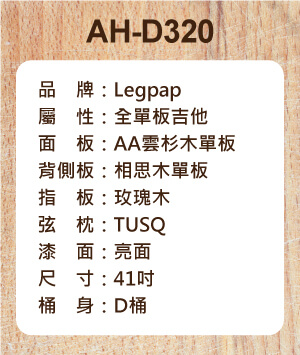 AH-D320
品　牌：Legpap
屬　性：全單板吉他
面　板：AA雲杉木單板
背側板：相思木單板
指　板：玫瑰木
弦　枕：TUSQ
漆　面：亮面
尺　寸：41吋
桶　身：D桶